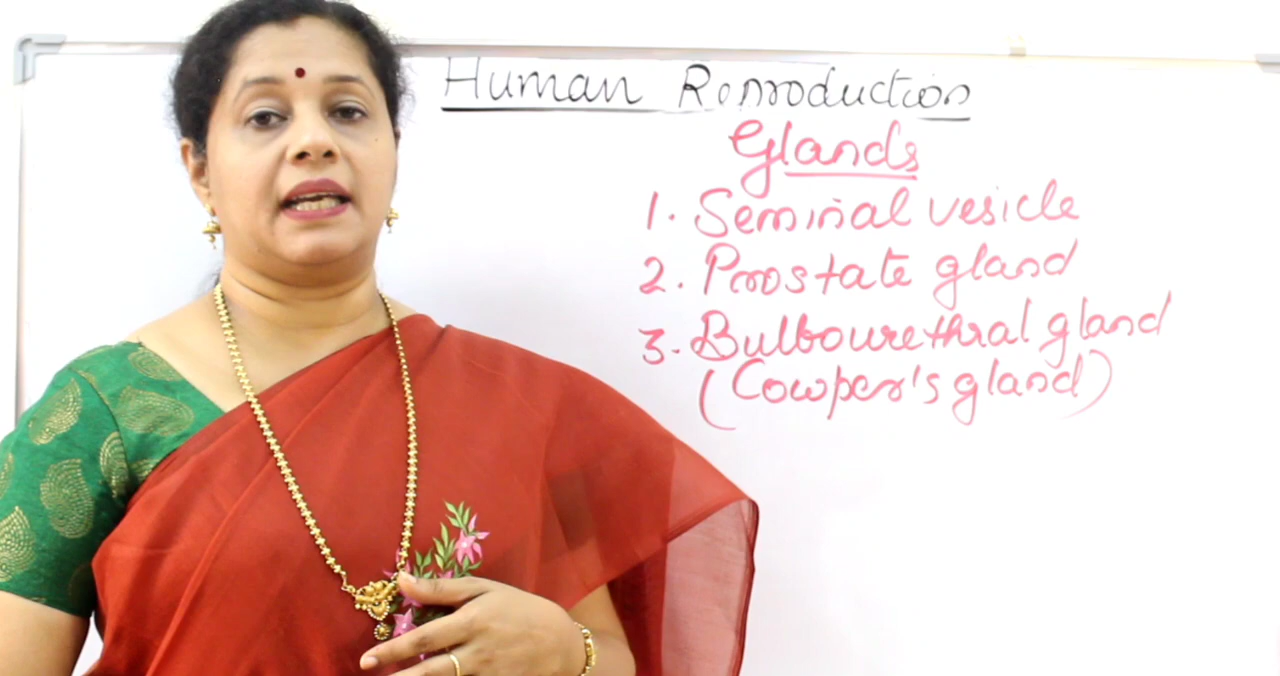 Human Reproduction
Glands
1. Seminal vesicle
2. Prostate gland
3. Bulbourethral gland
(Cowper's gland)